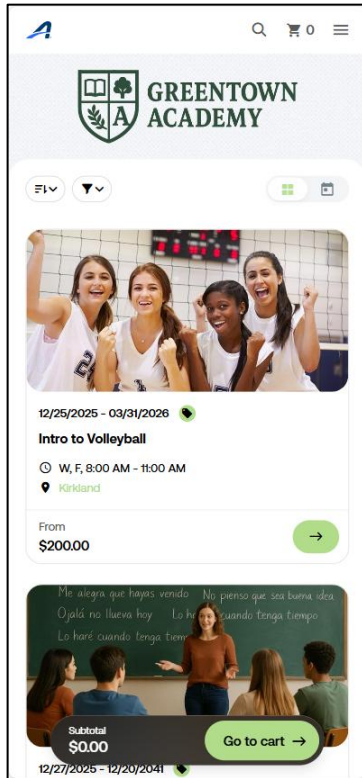 0
GREENTOWN
ACADEMY
A
12/25/2025 - 03/31/2026
Intro to Volleyball
W, F, 8:00 AM - 11:00 AM
Kirkland
From
$200.00
Me alegra que hayas venido No pienso que sea buena idea
Ojalá no llueva hoy Lo h cuando tenga tiempo
Lo haré cuando tenga tiem
Subtotal
$0.00
Go to cart
12/27/2025 - 12/20/2041